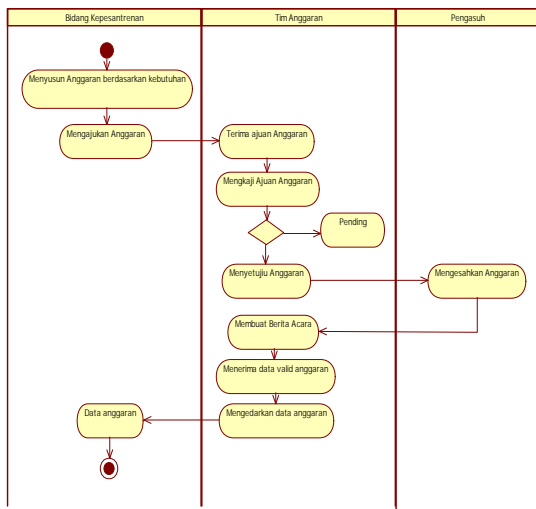 Bidang Kepesantrenan
Tim Anggaran
Pengasuh
Menyusun Anggaran berdasarkan kebutuhan
Mengajukan Anggaran
Terima ajuan Anggaran
Mengkaji Ajuan Anggaran
Pending
Menyetujiu Anggaran
Mengesahkan Anggaran
Membuat Berita Acara
Menerima data valid anggaran
Data anggaran
Mengedarkan data anggaran